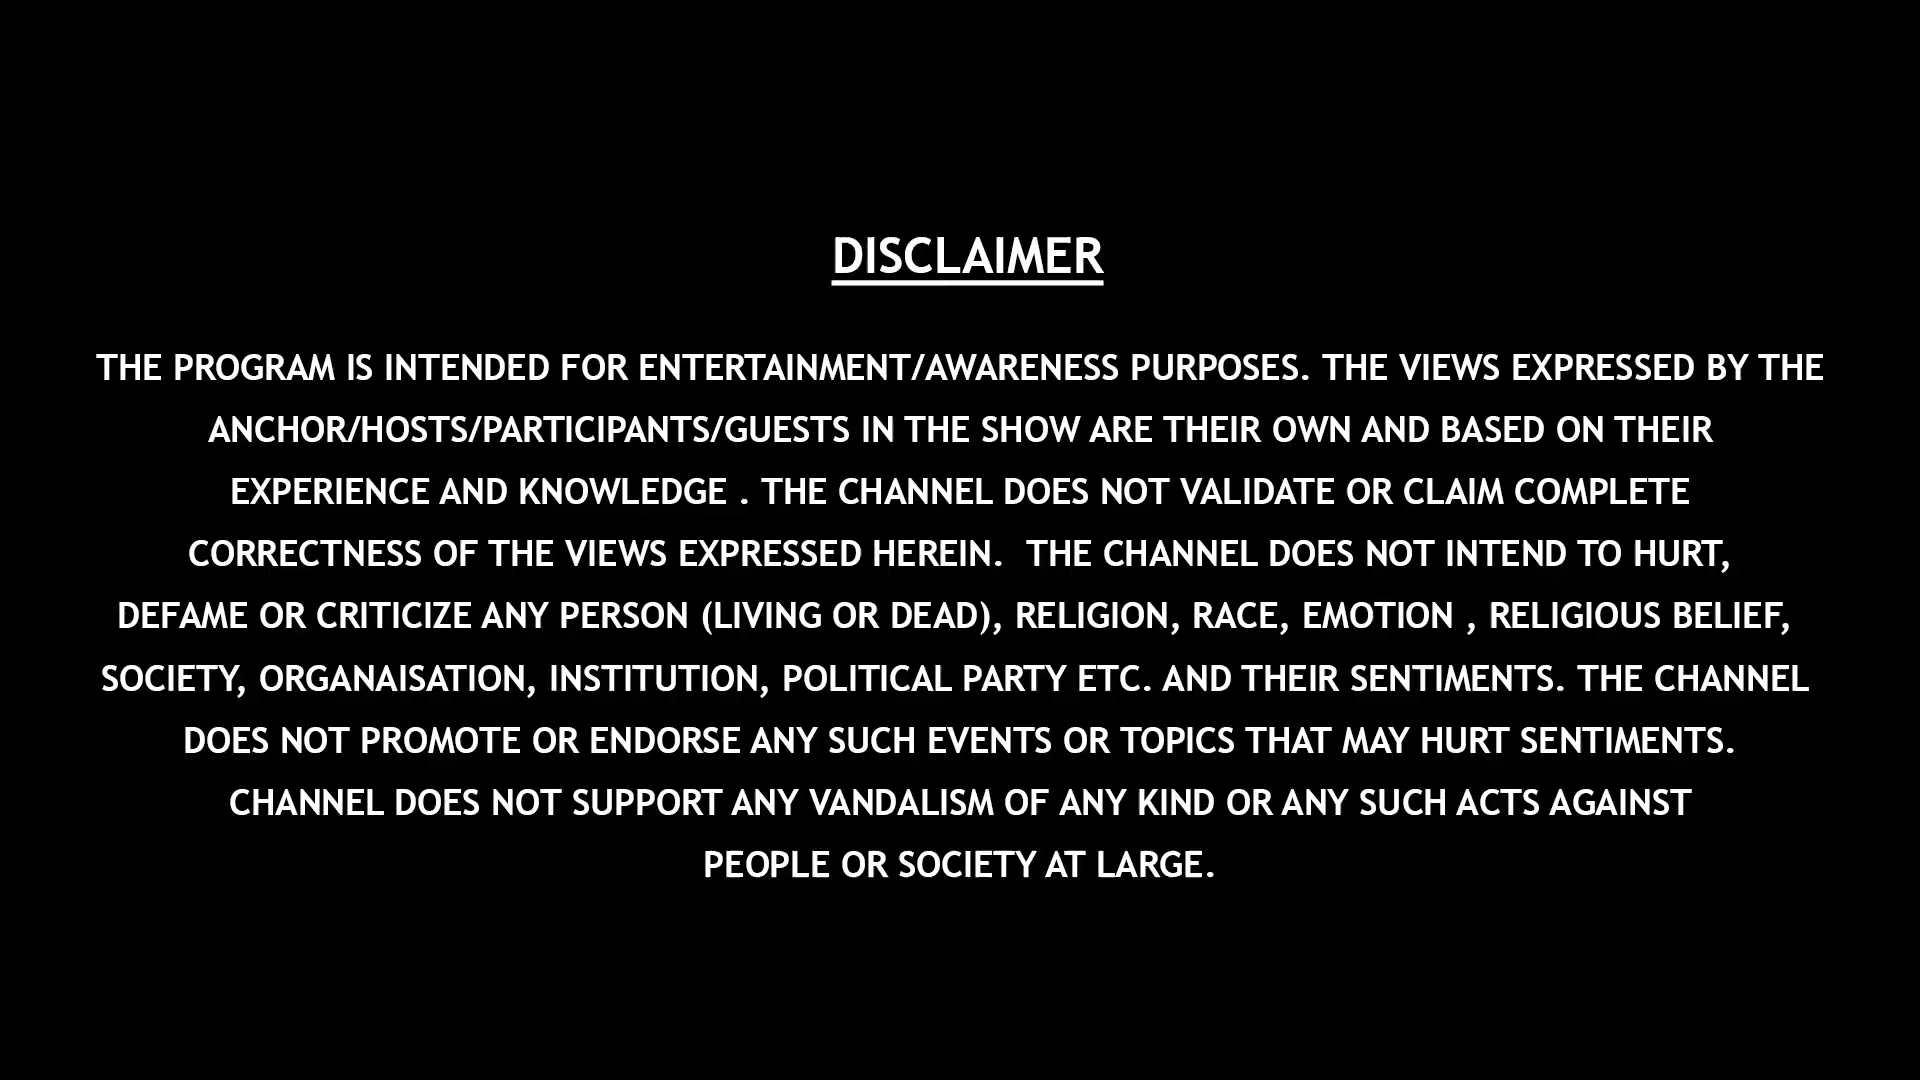 DISCLAIMER
THE PROGRAM IS INTENDED FOR ENTERTAINMENT/AWARENESS PURPOSES. THE VIEWS EXPRESSED BY THE
ANCHOR/HOSTS/PARTICIPANTS/GUESTS IN THE SHOW ARE THEIR OWN AND BASED ON THEIR
EXPERIENCE AND KNOWLEDGE . THE CHANNEL DOES NOT VALIDATE OR CLAIM COMPLETE
CORRECTNESS OF THE VIEWS EXPRESSED HEREIN.  THE CHANNEL DOES NOT INTEND TO HURT,
DEFAME OR CRITICIZE ANY PERSON (LIVING OR DEAD), RELIGION, RACE, EMOTION , RELIGIOUS BELIEF,
SOCIETY, ORGANAISATION, INSTITUTION, POLITICAL PARTY ETC. AND THEIR SENTIMENTS. THE CHANNEL
DOES NOT PROMOTE OR ENDORSE ANY SUCH EVENTS OR TOPICS THAT MAY HURT SENTIMENTS.
CHANNEL DOES NOT SUPPORT ANY VANDALISM OF ANY KIND OR ANY SUCH ACTS AGAINST
PEOPLE OR SOCIETY AT LARGE.